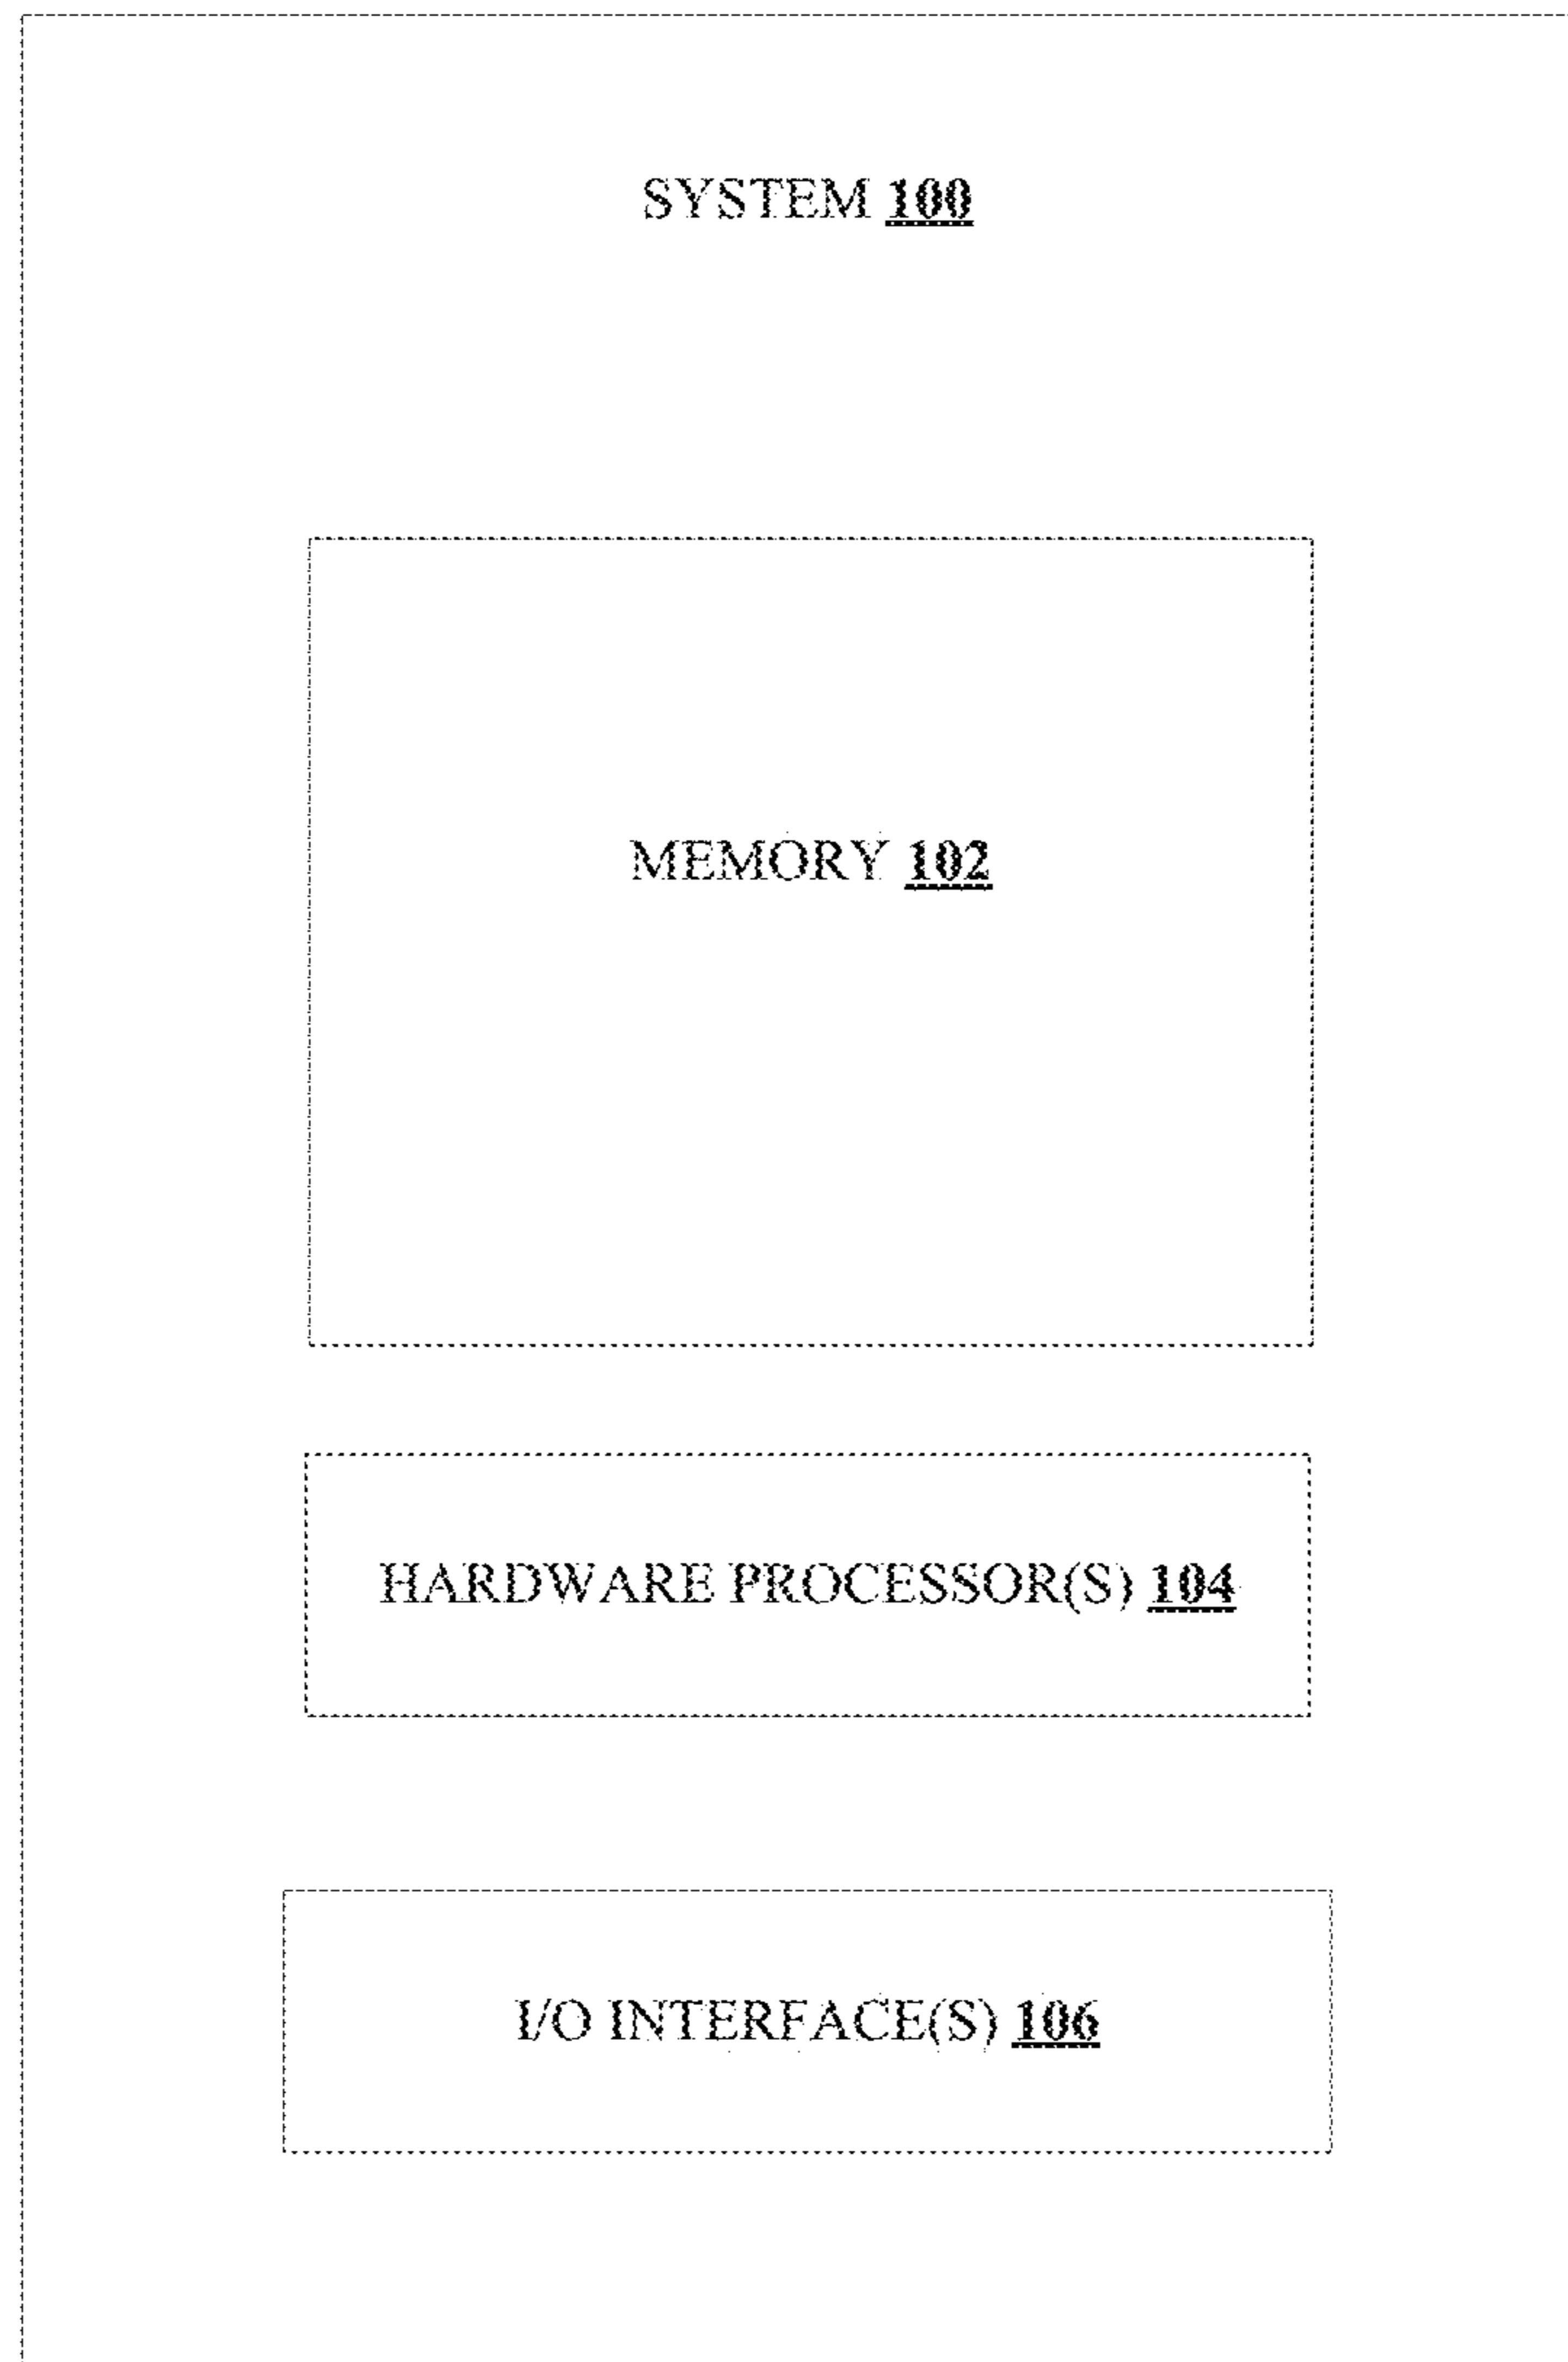 SYSTEM 100
MEMORY 102
HARDWARE PROCESSOR(S) 104
I/O INTERFACE(S) 106